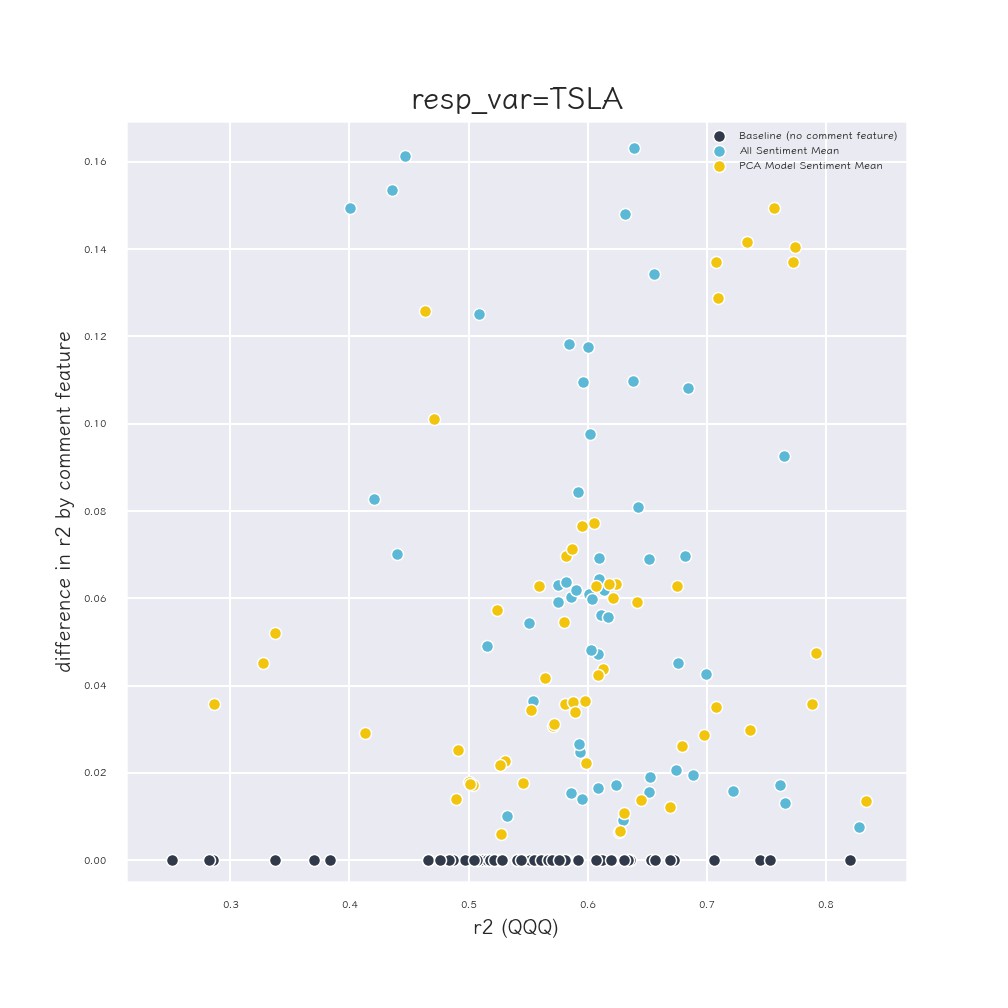 resp_var=TSLA
Baseline (no comment feature)
All Sentiment Mean
PCA Model Sentiment Mean
difference in r2 by comment feature
0.16
0.14
0.12
0.10
0.08
0.06
0.04
0.02
0.00
0.3 0.4 0.5 0.6 0.7 0.8
r2 (QQQ)